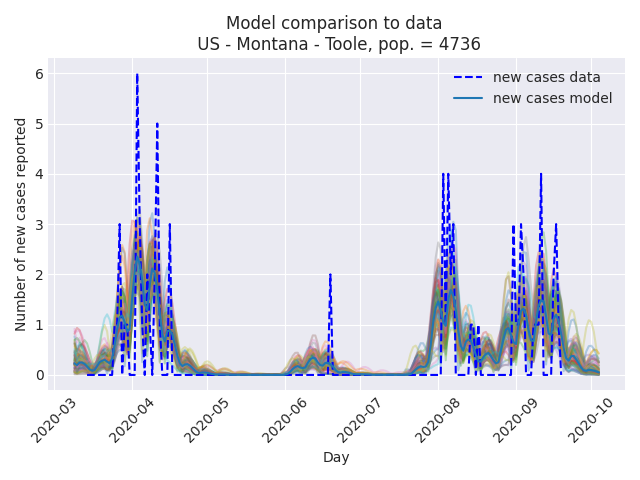 Model comparison to data
US - Montana - Toole, pop. = 4736
Number of new cases reported
6
5
4
3
2
1
0
new cases data
new cases model
2020-03
2020-04
2020-05
2020-06
2020-07
2020-08
2020-09
2020-10
Day